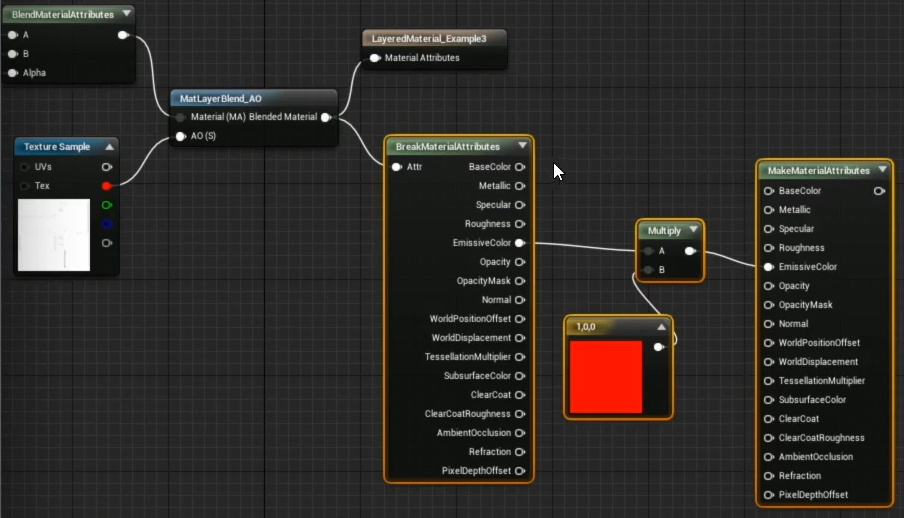 BlendMaterialAttributes
A
B
Alpha
LayeredMaterial_Example3
Material Attributes
MatLayerBlend_AO
Material (MA) Blended Material
AO (S)
Texture Sample
UVs
Tex
BreakMaterialAttributes
Attr BaseColor
Metallic
Specular
Roughness
EmissiveColor
Opacity
OpacityMask
Normal
WorldPositionOffset
WorldDisplacement
TessellationMultiplier
SubsurfaceColor
ClearCoat
ClearCoatRoughness
AmbientOcclusion
Refraction
PixelDepthOffset
Multiply
A
B
1,0,0
MakeMaterialAttributes
BaseColor
Metallic
Specular
Roughness
EmissiveColor
Opacity
OpacityMask
Normal
WorldPositionOffset
WorldDisplacement
TessellationMultiplier
SubsurfaceColor
ClearCoat
ClearCoatRoughness
AmbientOcclusion
Refraction
PixelDepthOffset